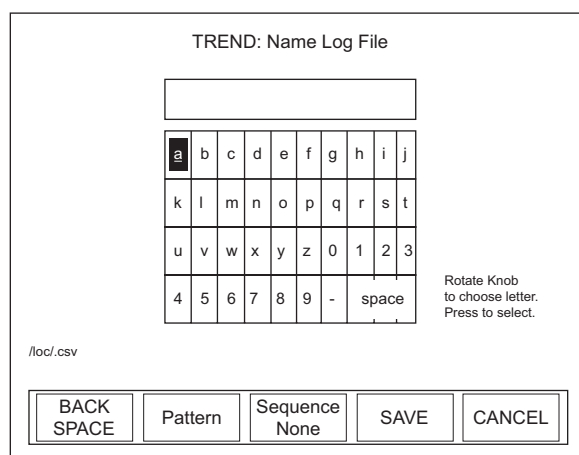 TREND: Name Log File
a b c d e f g h i j
k l m n o p q r s t
u v w x y z 0 1 2 3
4 5 6 7 8 9 - space
Rotate Knob
to choose letter.
Press to select.
/loc/.csv
BACK SPACE
Pattern
Sequence None
SAVE
CANCEL